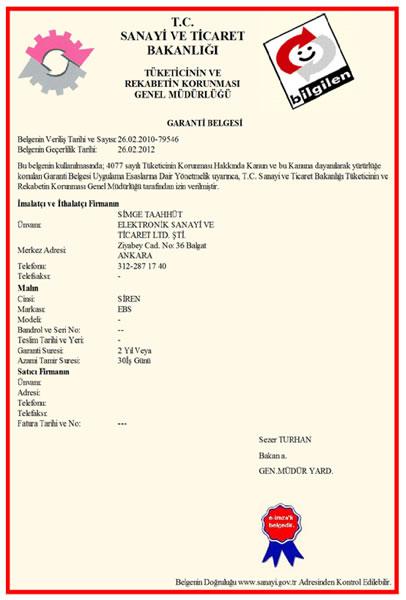 T.C.
SANAYİ VE TİCARET
BAKANLIĞI
TÜKETİCİNİN VE
REKABETİN KORUNMASI
GENEL MÜDÜRLÜĞÜ
bilgilen
GARANTİ BELGESİ
Belgenin Veriliş Tarihi ve Sayısı: 26.02.2010-79546
Belgenin Geçerlilik Tarihi: 26.02.2012
Bu belgenin kullanılmasında; 4077 sayılı Tüketicinin Korunması Hakkında Kanun ve bu Kanuna dayanılarak yürürlüğe
konulan Garanti Belgesi Uygulama Esaslarına Dair Yönetmelik uyarınca, T.C. Sanayi ve Ticaret Bakanlığı Tüketicinin ve
Rekabetin Korunması Genel Müdürlüğü tarafından izin verilmiştir.
İmalatçı ve İthalatçı Firmanın
Ünvanı: SİMGE TAAHHÜT
ELEKTRONİK SANAYİ VE
TİCARET LTD. ŞTİ.
Merkez Adresi: Ziyabey Cad. No: 36 Balgat
ANKARA
Telefonu: 312-287 17 40
Telefaksı: -
Malın
Cinsi: SİREN
Markası: EBS
Modeli: -
Bandrol ve Seri No: --
Teslim Tarihi ve Yeri: -
Garanti Suresi: 2 Yıl Veya
Azami Tamir Suresi: 30İş Günü
Satıcı Firmanın
Ünvanı:
Adresi:
Telefonu:
Telefaksı:
Fatura Tarihi ve No: ---
Sezer TURHAN
Bakan a.
GEN.MÜDÜR YARD.
e-imza'lı
belgedir.
Belgenin Doğruluğu www.sanayi.gov.tr Adresinden Kontrol Edilebilir.